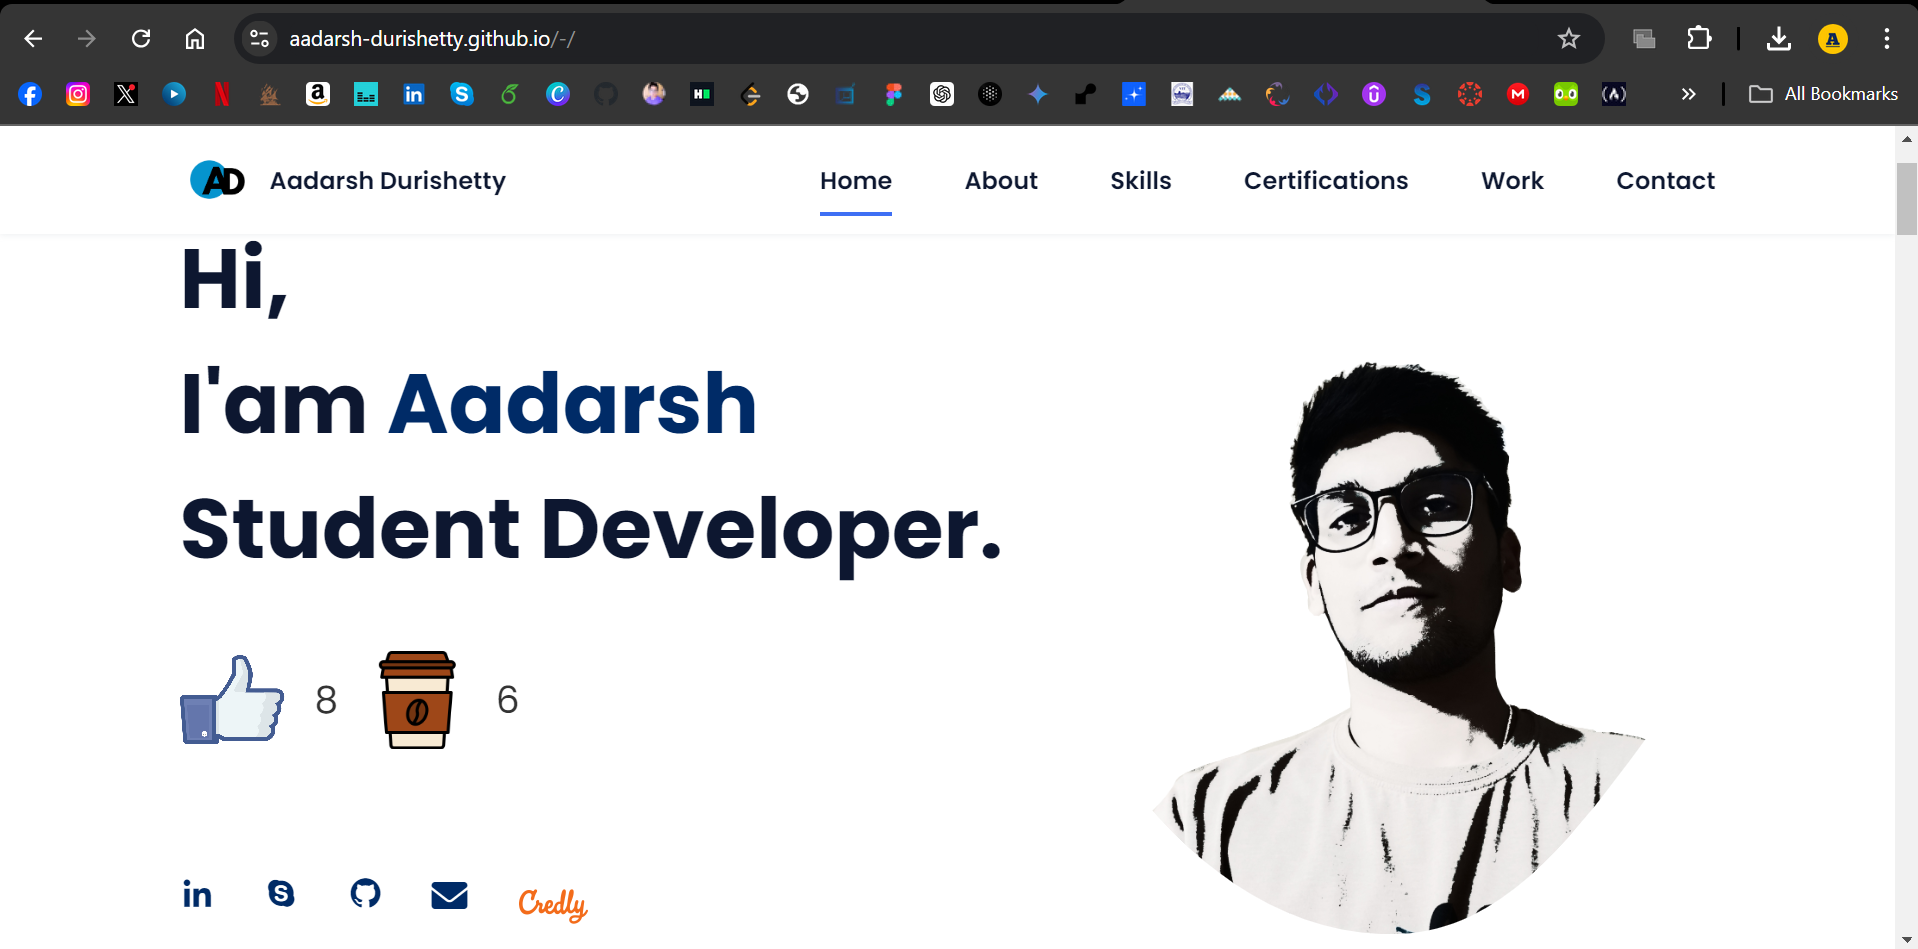 aadarsh-durishetty.github.io/-/
All Bookmarks
AD Aadarsh Durishetty Home About Skills Certifications Work Contact
Hi,
I'am Aadarsh
Student Developer.
8 6
in Credly